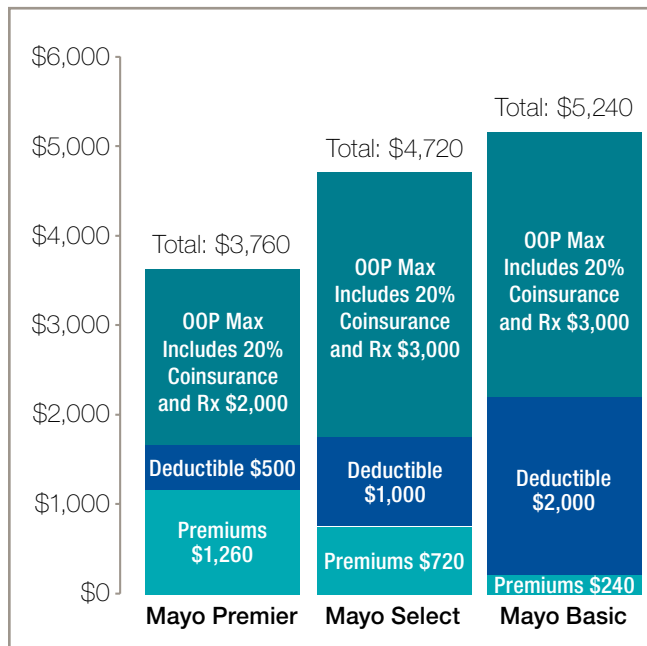 $6,000
$5,000
$4,000
$3,000
$2,000
$1,000
$0
Total: $3,760
OOP Max
Includes 20%
Coinsurance
and Rx $2,000
Deductible $500
Premiums
$1,260
Mayo Premier
Total: $4,720
OOP Max
Includes 20%
Coinsurance
and Rx $3,000
Deductible
$1,000
Premiums $720
Mayo Select
Total: $5,240
OOP Max
Includes 20%
Coinsurance
and Rx $3,000
Deductible
$2,000
Premiums $240
Mayo Basic